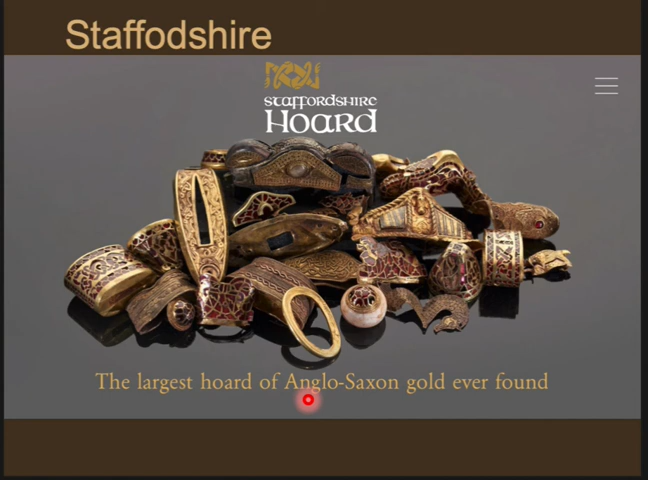 Staffodshire
Staffordshire
Hoard
The largest hoard of Anglo-Saxon gold ever found